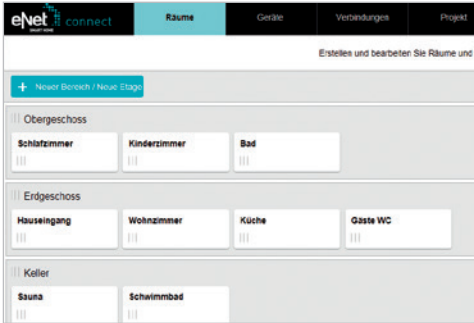 eNet SMART HOME connect Räume Geräte Verbindungen Projekt
Erstellen und bearbeiten Sie Räume und
+ Neuer Bereich / Neue Etage
Obergeschoss
Schlafzimmer Kinderzimmer Bad
Erdgeschoss
Hauseingang Wohnzimmer Küche Gäste WC
Keller
Sauna Schwimmbad